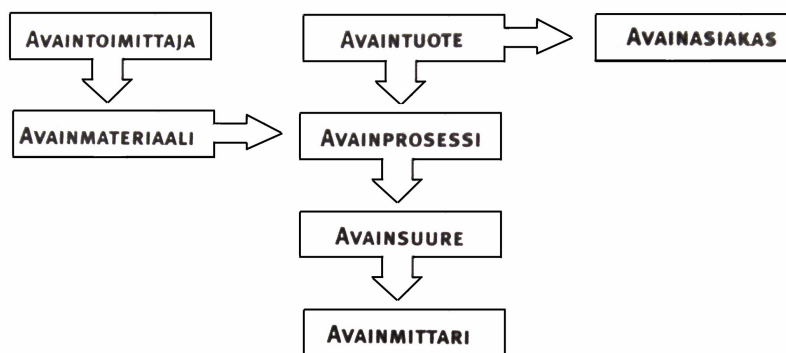 AVAINTOIMITTAJA
AVAINTUOTE
AVAINASIAKAS
AVAINMATERIAALI
AVAINPROSESSI
AVAINSUURE
AVAINMITTARI